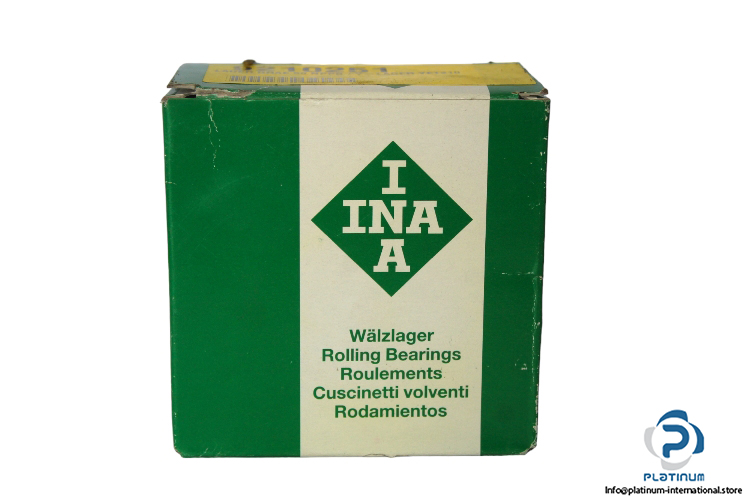 I
INA
A
Wälzlager
Rolling Bearings
Roulements
Cuscinetti volventi
Rodamientos
PLATINUM
Info@platinum-international.store